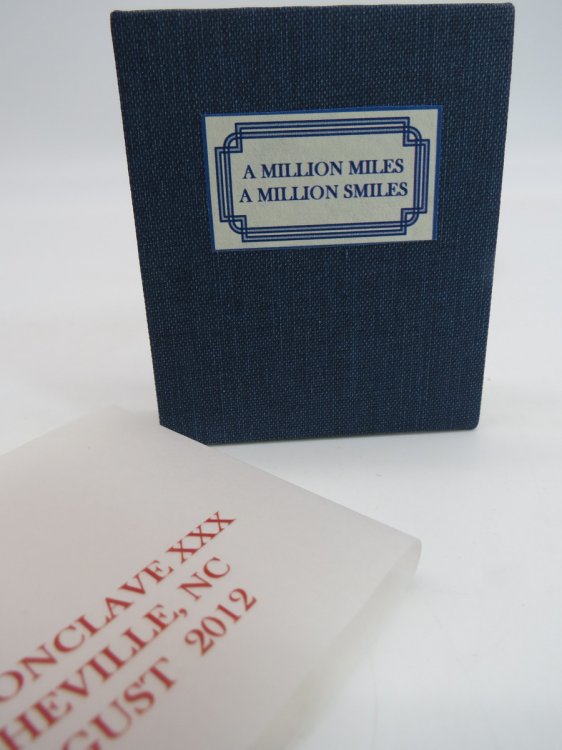 A MILLION MILES
A MILLION SMILES
ONCLAVE XXX
HEVILLE, NC
GUST 2012